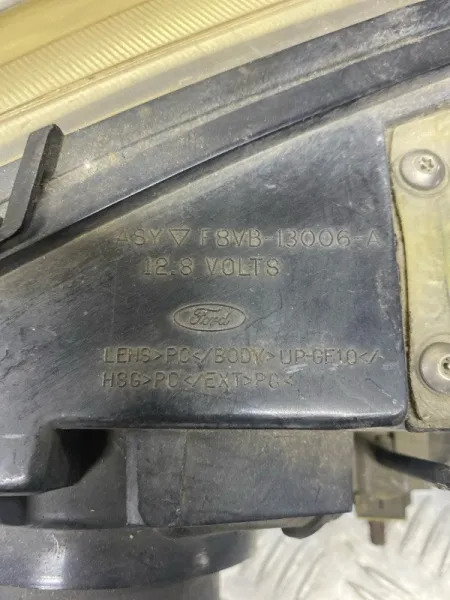 ASY ▽ F8VB-13006-A
12.8 VOLTS
Ford
LENS>PC</BODY>UP-GF10</
HSG>PC</EXT>PC<